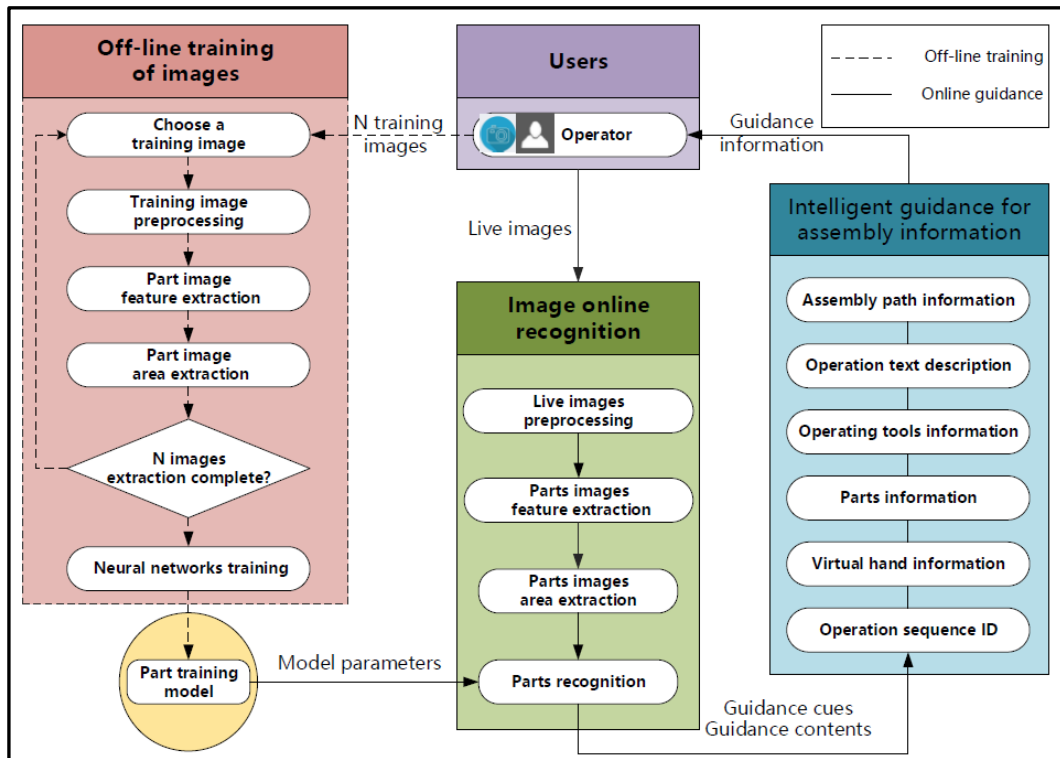 Off-line training
of images
Choose a
training image
Training image
preprocessing
Part image
feature extraction
Part image
area extraction
N images
extraction complete?
Neural networks training
Part training
model
N training
images
Users
Operator
Live images
Image online
recognition
Live images
preprocessing
Parts images
feature extraction
Parts images
area extraction
Parts recognition
Model parameters
Off-line training
Online guidance
Guidance
information
Intelligent guidance for
assembly information
Assembly path information
Operation text description
Operating tools information
Parts information
Virtual hand information
Operation sequence ID
Guidance cues
Guidance contents